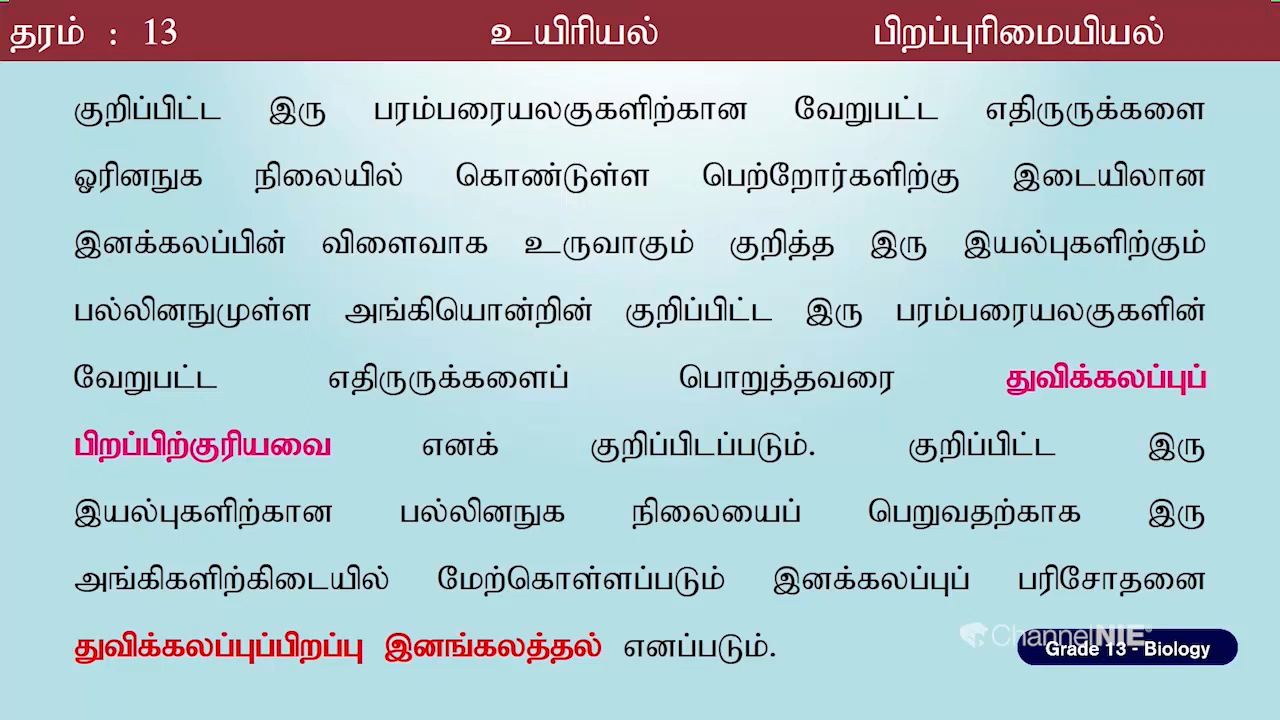 தரம் : 13 உயிரியல் பிறப்புரிமையியல்
குறிப்பிட்ட இரு பரம்பரையலகுகளிற்கான வேறுபட்ட எதிருருக்களை
ஓரினநுக நிலையில் கொண்டுள்ள பெற்றோர்களிற்கு இடையிலான
இனக்கலப்பின் விளைவாக உருவாகும் குறித்த இரு இயல்புகளிற்கும்
பல்லினநுமுள்ள அங்கியொன்றின் குறிப்பிட்ட இரு பரம்பரையலகுகளின்
வேறுபட்ட எதிருருக்களைப் பொறுத்தவரை துவிக்கலப்புப்
பிறப்பிற்குரியவை எனக் குறிப்பிடப்படும். குறிப்பிட்ட இரு
இயல்புகளிற்கான பல்லினநுக நிலையைப் பெறுவதற்காக இரு
அங்கிகளிற்கிடையில் மேற்கொள்ளப்படும் இனக்கலப்புப் பரிசோதனை
துவிக்கலப்புப்பிறப்பு இனங்கலத்தல் எனப்படும்.
ChannelNIE
Grade 13 - Biology